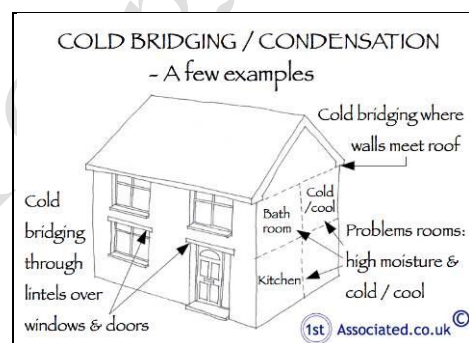 COLD BRIDGING / CONDENSATION
- A few examples
Cold bridging where
walls meet roof
Cold
/cool
Bath
room
Kitchen
Problems rooms:
high moisture &
cold / cool
Cold
bridging
through
lintels over
windows & doors
1st Associated.co.uk ©